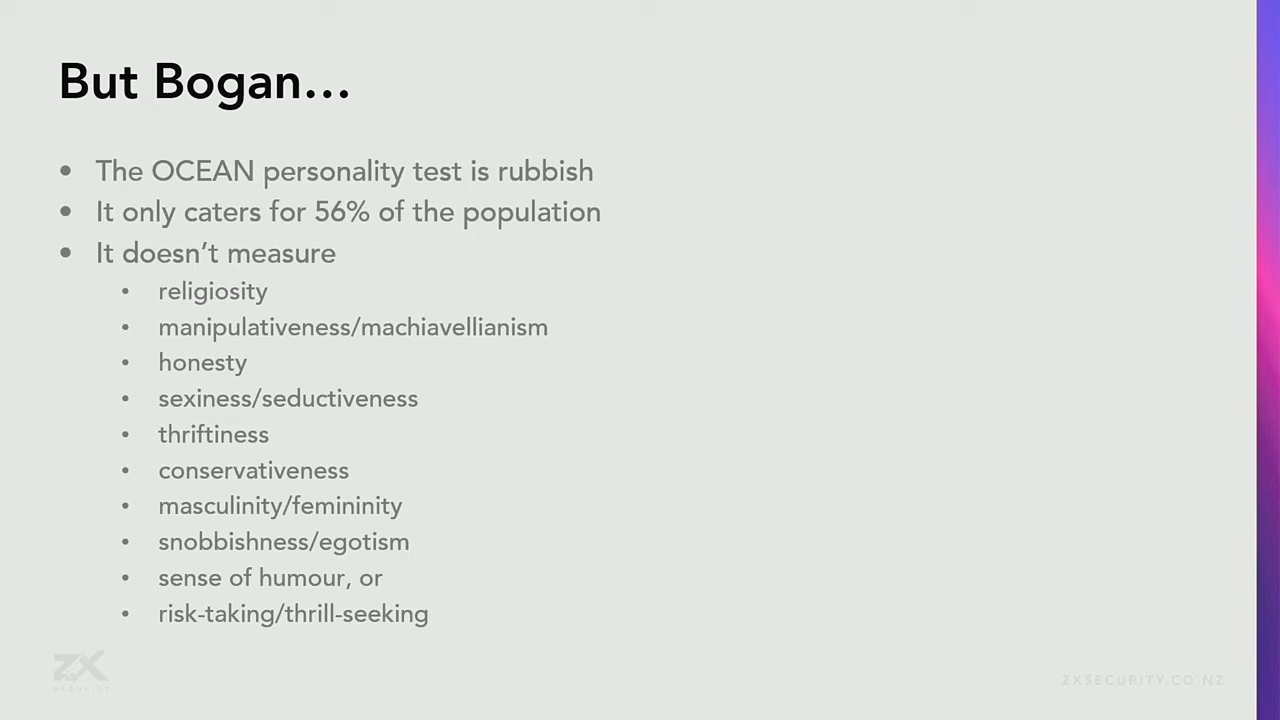 But Bogan…
• The OCEAN personality test is rubbish
• It only caters for 56% of the population
• It doesn’t measure
• religiosity
• manipulativeness/machiavellianism
• honesty
• sexiness/seductiveness
• thriftiness
• conservativeness
• masculinity/femininity
• snobbishness/egotism
• sense of humour, or
• risk-taking/thrill-seeking
ZX
SECURITY
ZXSECURITY.CO.NZ